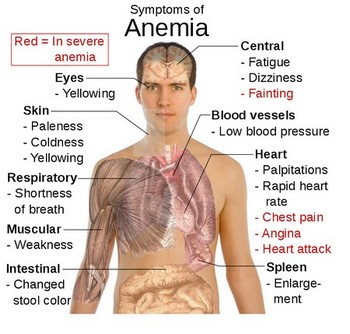 Symptoms of
Anemia
Red = In severe
anemia
Eyes
- Yellowing
Skin
- Paleness
- Coldness
- Yellowing
Respiratory
- Shortness
of breath
Muscular
- Weakness
Intestinal
- Changed
stool color
Central
- Fatigue
- Dizziness
- Fainting
Blood vessels
- Low blood pressure
Heart
- Palpitations
- Rapid heart
rate
- Chest pain
- Angina
- Heart attack
Spleen
- Enlarge-
ment